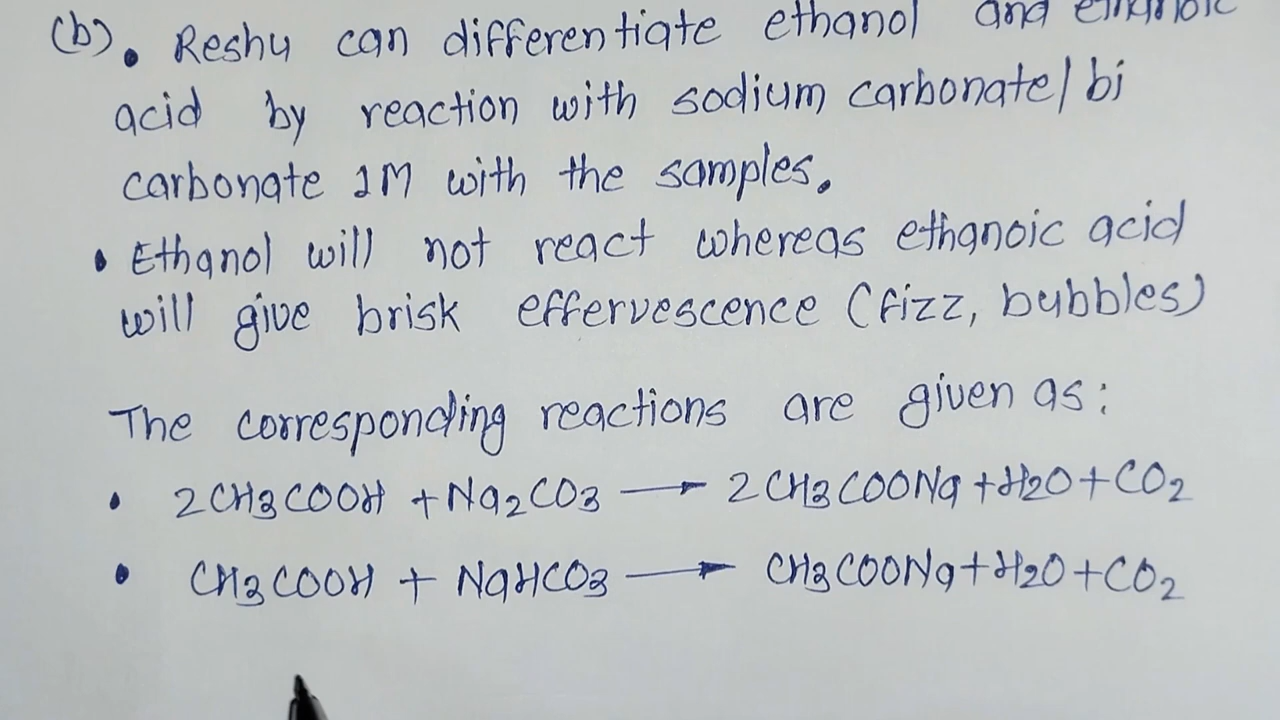 (b). Reshu can differentiate ethanol and ethanoic
acid by reaction with sodium carbonate/bi
carbonate 1M with the samples.
• Ethanol will not react whereas ethanoic acid
will give brisk effervescence (fizz, bubbles)
The corresponding reactions are given as:
• 2CH3COOH + Na2CO3 → 2CH3COONa + H2O + CO2
• CH3COOH + NaHCO3 → CH3COONa + H2O + CO2